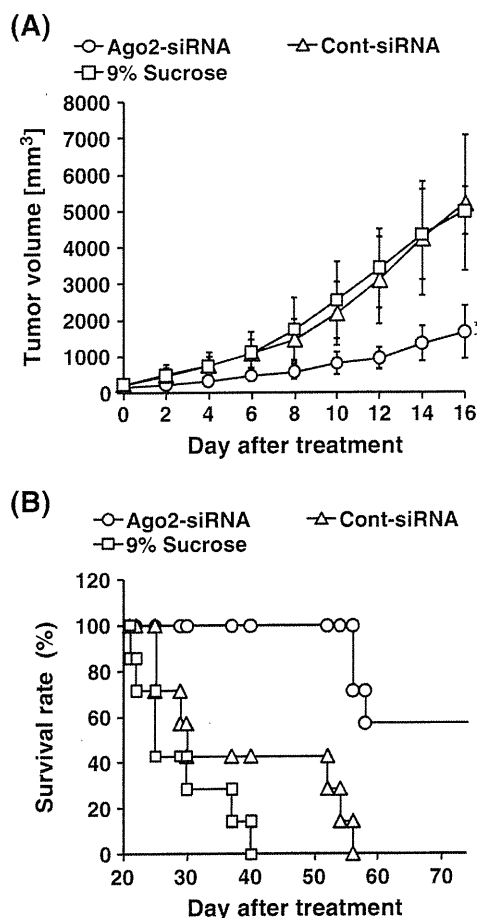 (A)
Ago2-siRNA Cont-siRNA
9% Sucrose
8000
7000
6000
5000
4000
3000
2000
1000
0
Tumor volume [mm³]
0 2 4 6 8 10 12 14 16
Day after treatment
(B)
Ago2-siRNA Cont-siRNA
9% Sucrose
120
100
80
60
40
20
0
Survival rate (%)
20 30 40 50 60 70
Day after treatment